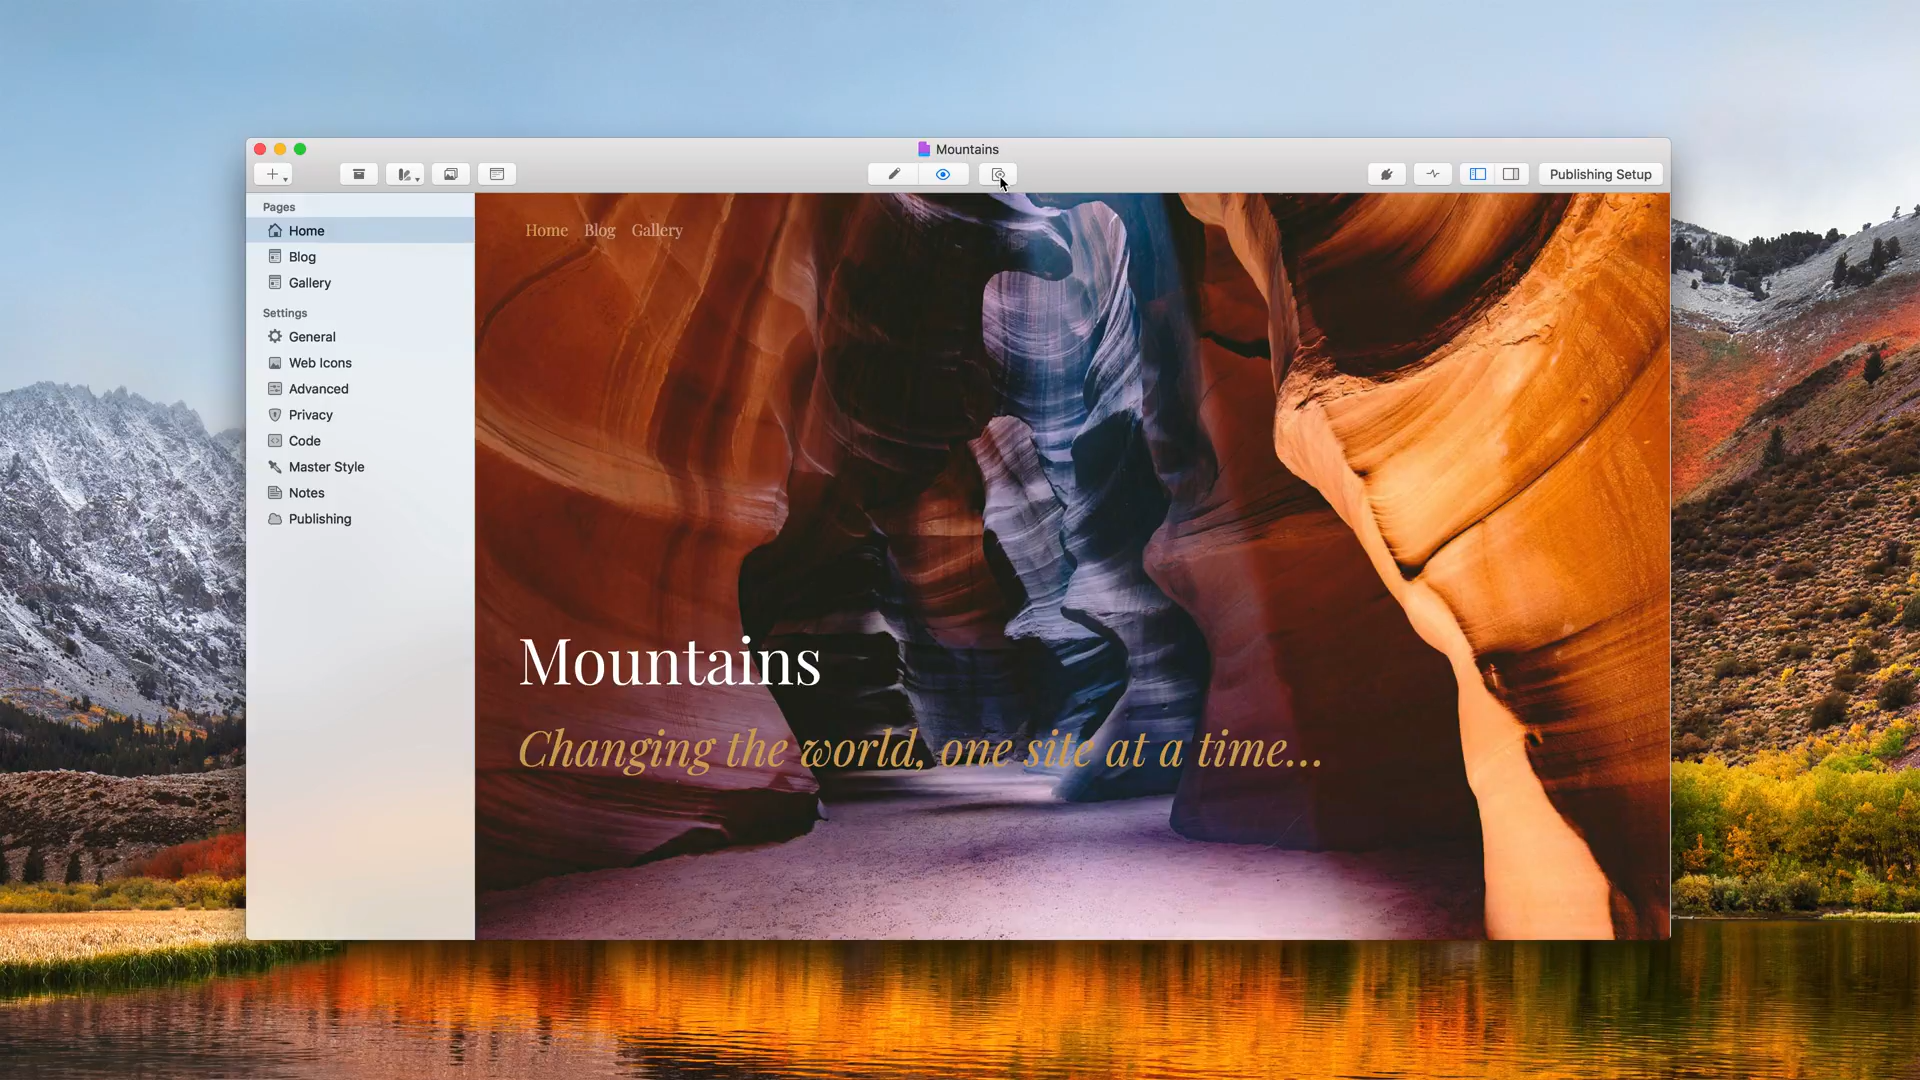 Mountains
Publishing Setup
Pages
Home
Blog
Gallery
Settings
General
Web Icons
Advanced
Privacy
Code
Master Style
Notes
Publishing
Home Blog Gallery
Mountains
Changing the world, one site at a time...